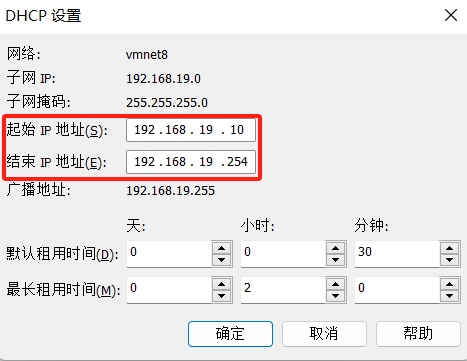 DHCP 设置
网络: vmnet8
子网 IP: 192.168.19.0
子网掩码: 255.255.255.0
起始 IP 地址(S): 192 . 168 . 19 . 10
结束 IP 地址(E): 192 . 168 . 19 . 254
广播地址: 192.168.19.255
天: 小时: 分钟:
默认租用时间(D): 0 0 30
最长租用时间(M): 0 2 0
确定 取消 帮助